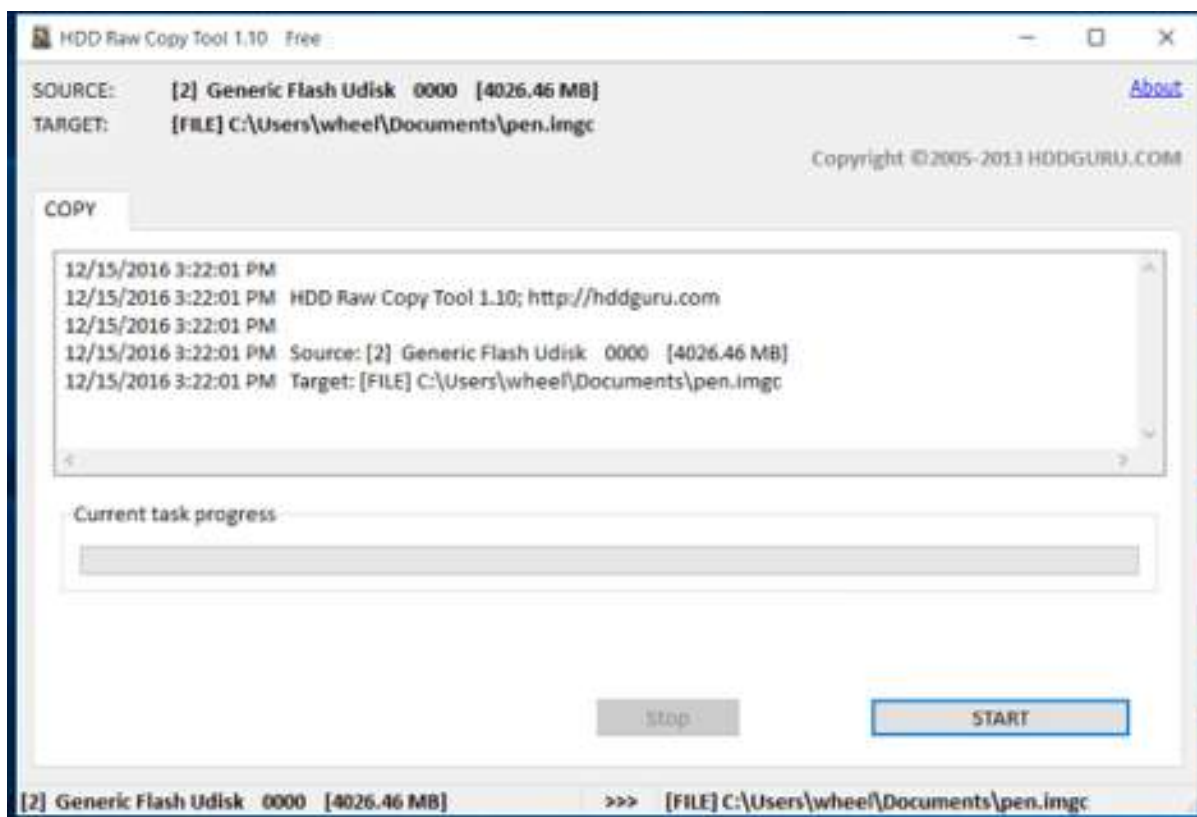 HDD Raw Copy Tool 1.10 Free
SOURCE: [2] Generic Flash Udisk 0000 [4026.46 MB]
About
TARGET: [FILE] C:\Users\wheel\Documents\pen.imgc
Copyright ©2005-2013 HDDGURU.COM
COPY
12/15/2016 3:22:01 PM
12/15/2016 3:22:01 PM HDD Raw Copy Tool 1.10; http://hddguru.com
12/15/2016 3:22:01 PM
12/15/2016 3:22:01 PM Source: [2] Generic Flash Udisk 0000 [4026.46 MB]
12/15/2016 3:22:01 PM Target: [FILE] C:\Users\wheel\Documents\pen.imgc
Current task progress
Stop
START
[2] Generic Flash Udisk 0000 [4026.46 MB] >>> [FILE] C:\Users\wheel\Documents\pen.imgc